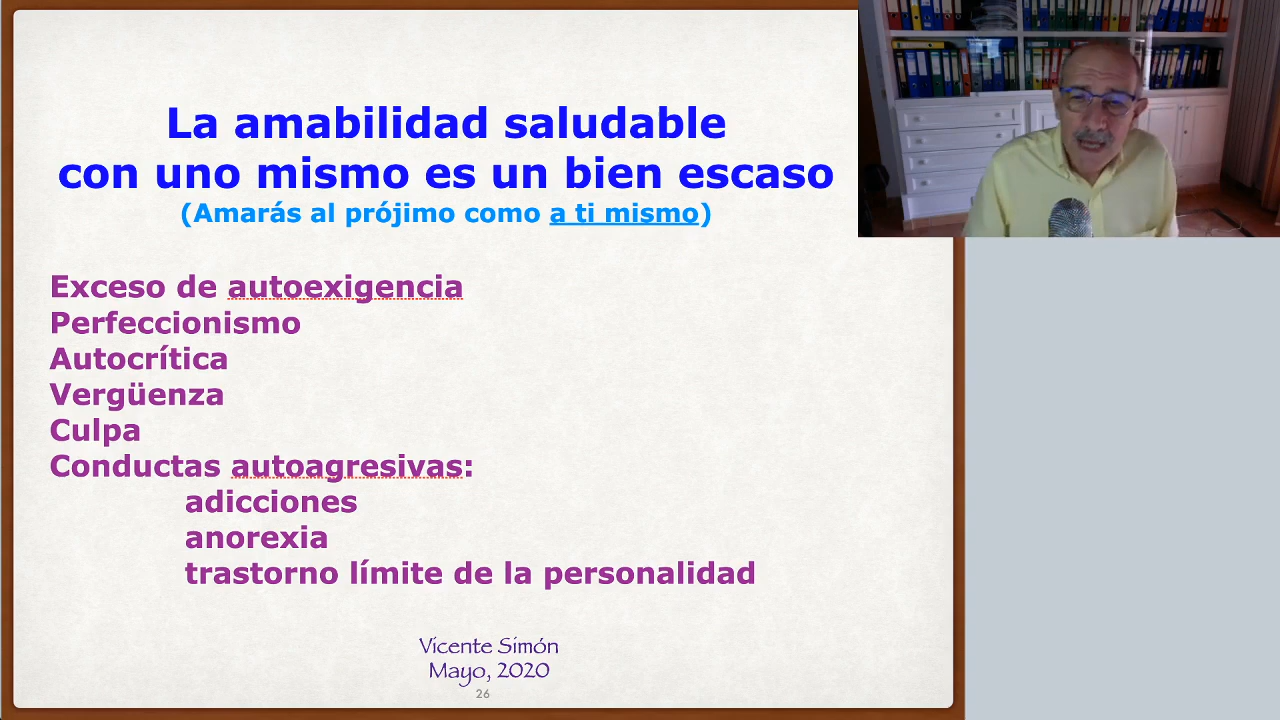 La amabilidad saludable
con uno mismo es un bien escaso
(Amarás al prójimo como a ti mismo)
Exceso de autoexigencia
Perfeccionismo
Autocrítica
Vergüenza
Culpa
Conductas autoagresivas:
adicciones
anorexia
trastorno límite de la personalidad
Vicente Simón
Mayo, 2020
26